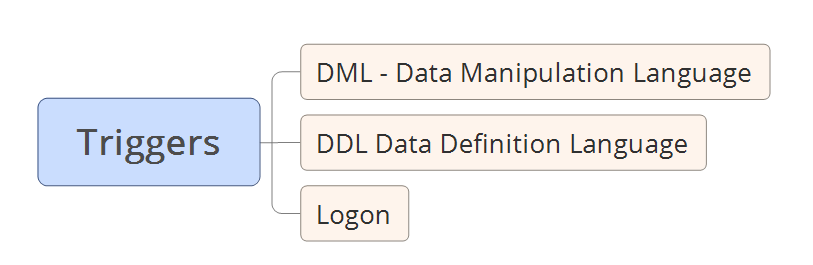 Triggers
DML - Data Manipulation Language
DDL Data Definition Language
Logon